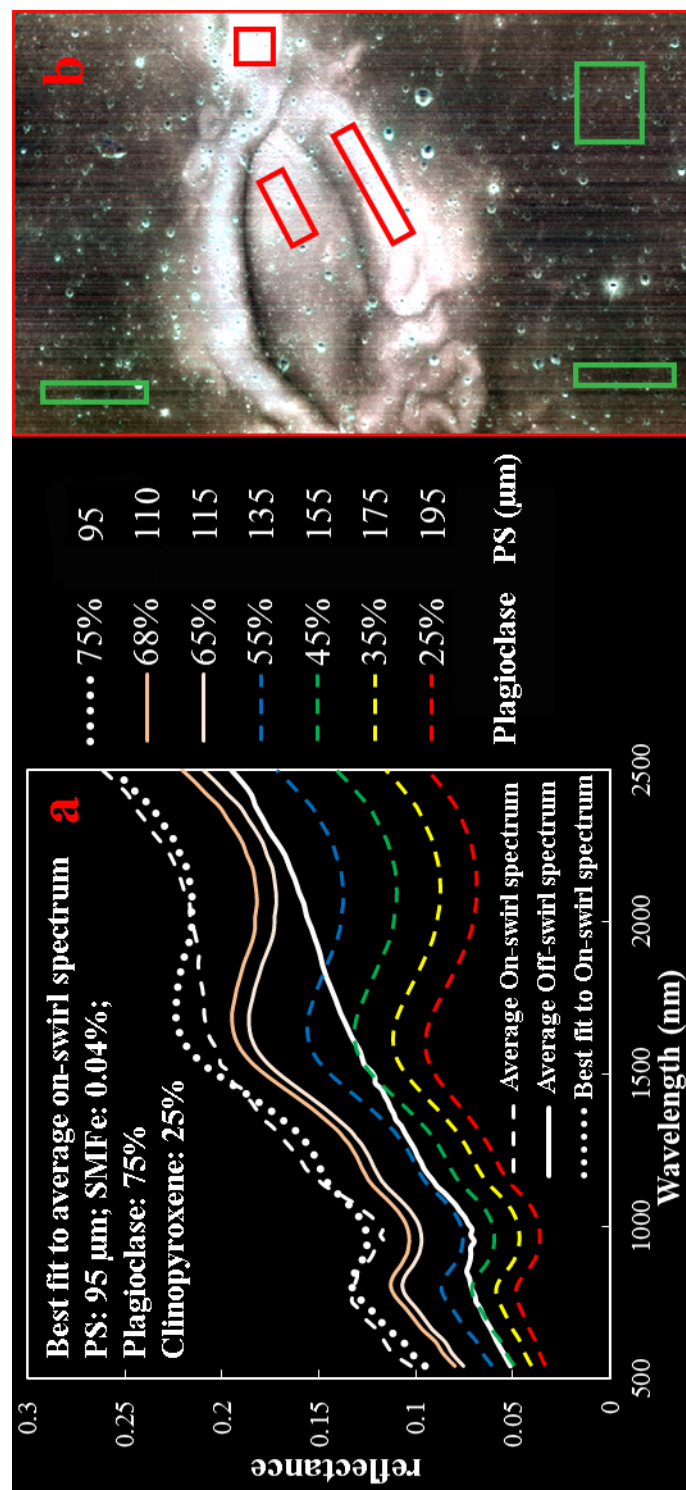 Best fit to average on-swirl spectrum
PS: 95 μm; SMFe: 0.04%;
Plagioclase: 75%
Clinopyroxene: 25%
a
reflectance
0.3
0.25
0.2
0.15
0.1
0.05
0
500
1000
1500
2000
2500
Wavelength (nm)
Average On-swirl spectrum
Average Off-swirl spectrum
Best fit to On-swirl spectrum
75% 95
68% 110
65% 115
55% 135
45% 155
35% 175
25% 195
Plagioclase PS (μm)
b